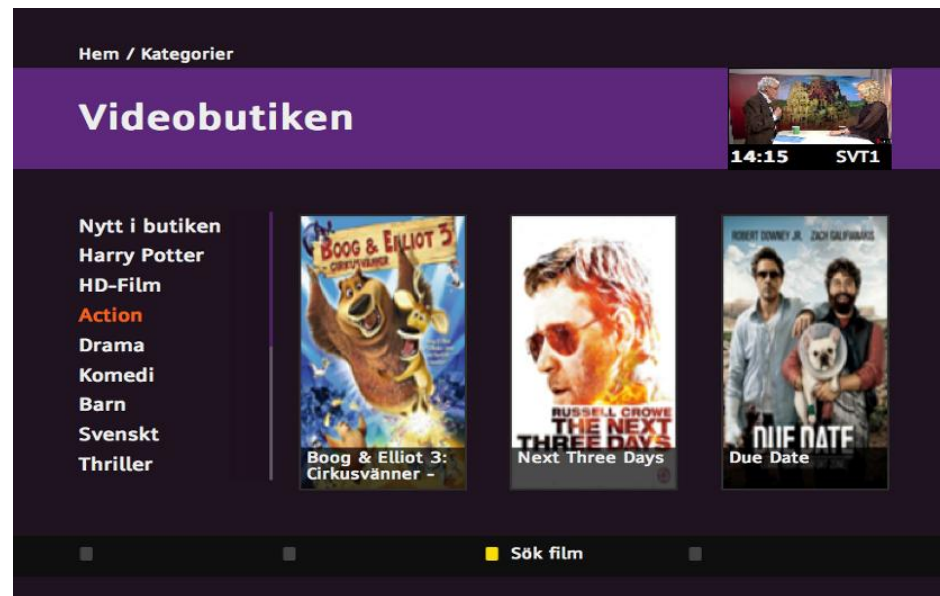 Hem / Kategorier
Videobutiken
14:15 SVT1
Nytt i butiken
Harry Potter
HD-Film
Action
Drama
Komedi
Barn
Svenskt
Thriller
BOOG & ELLIOT 3
- CIRKUSVÄNNER -
Boog & Elliot 3:
Cirkusvänner –
RUSSELL CROWE
THE NEXT
THREE DAYS
Next Three Days
ROBERT DOWNEY JR. ZACH GALIFIANAKIS
DUE DATE
Due Date
Sök film